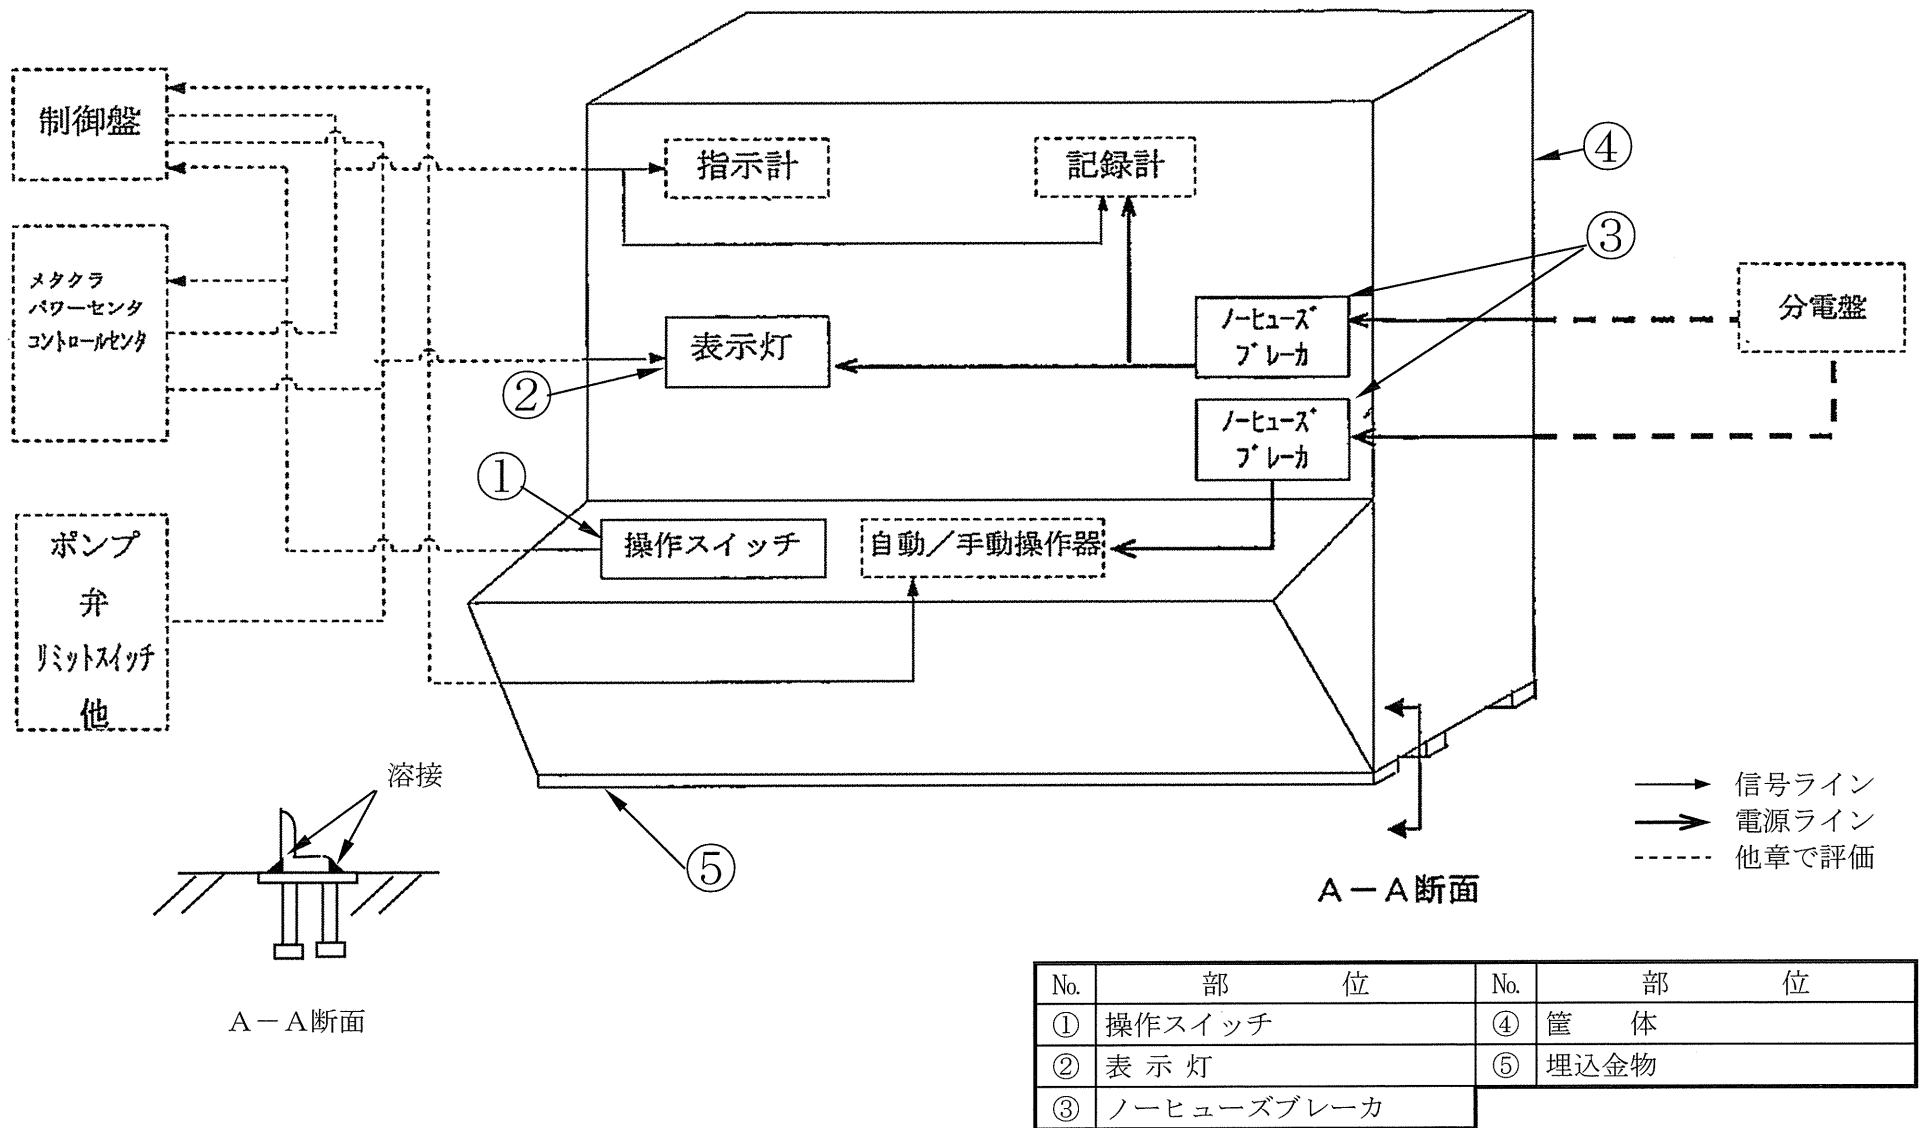 制御盤
メタクラ
パワーセンタ
コントロールセンタ
ポンプ
弁
リミットスイッチ
他
指示計
記録計
表示灯
ノーヒューズ
ブレーカ
ノーヒューズ
ブレーカ
操作スイッチ
自動／手動操作器
分電盤
④
③
②
①
⑤
溶接
A－A断面
信号ライン
電源ライン
他章で評価
A－A断面
№ 部 位 № 部 位
① 操作スイッチ ④ 筐 体
② 表 示 灯 ⑤ 埋込金物
③ ノーヒューズブレーカ